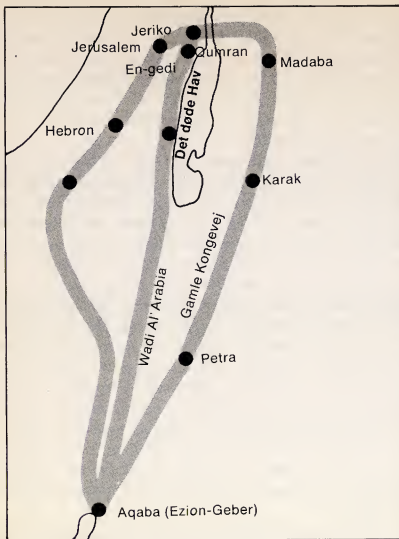 Jeriko
Jerusalem
Qumran
En-gedi
Madaba
Det døde Hav
Hebron
Karak
Gamle Kongevej
Wadi Al' Arabia
Petra
Aqaba (Ezion-Geber)